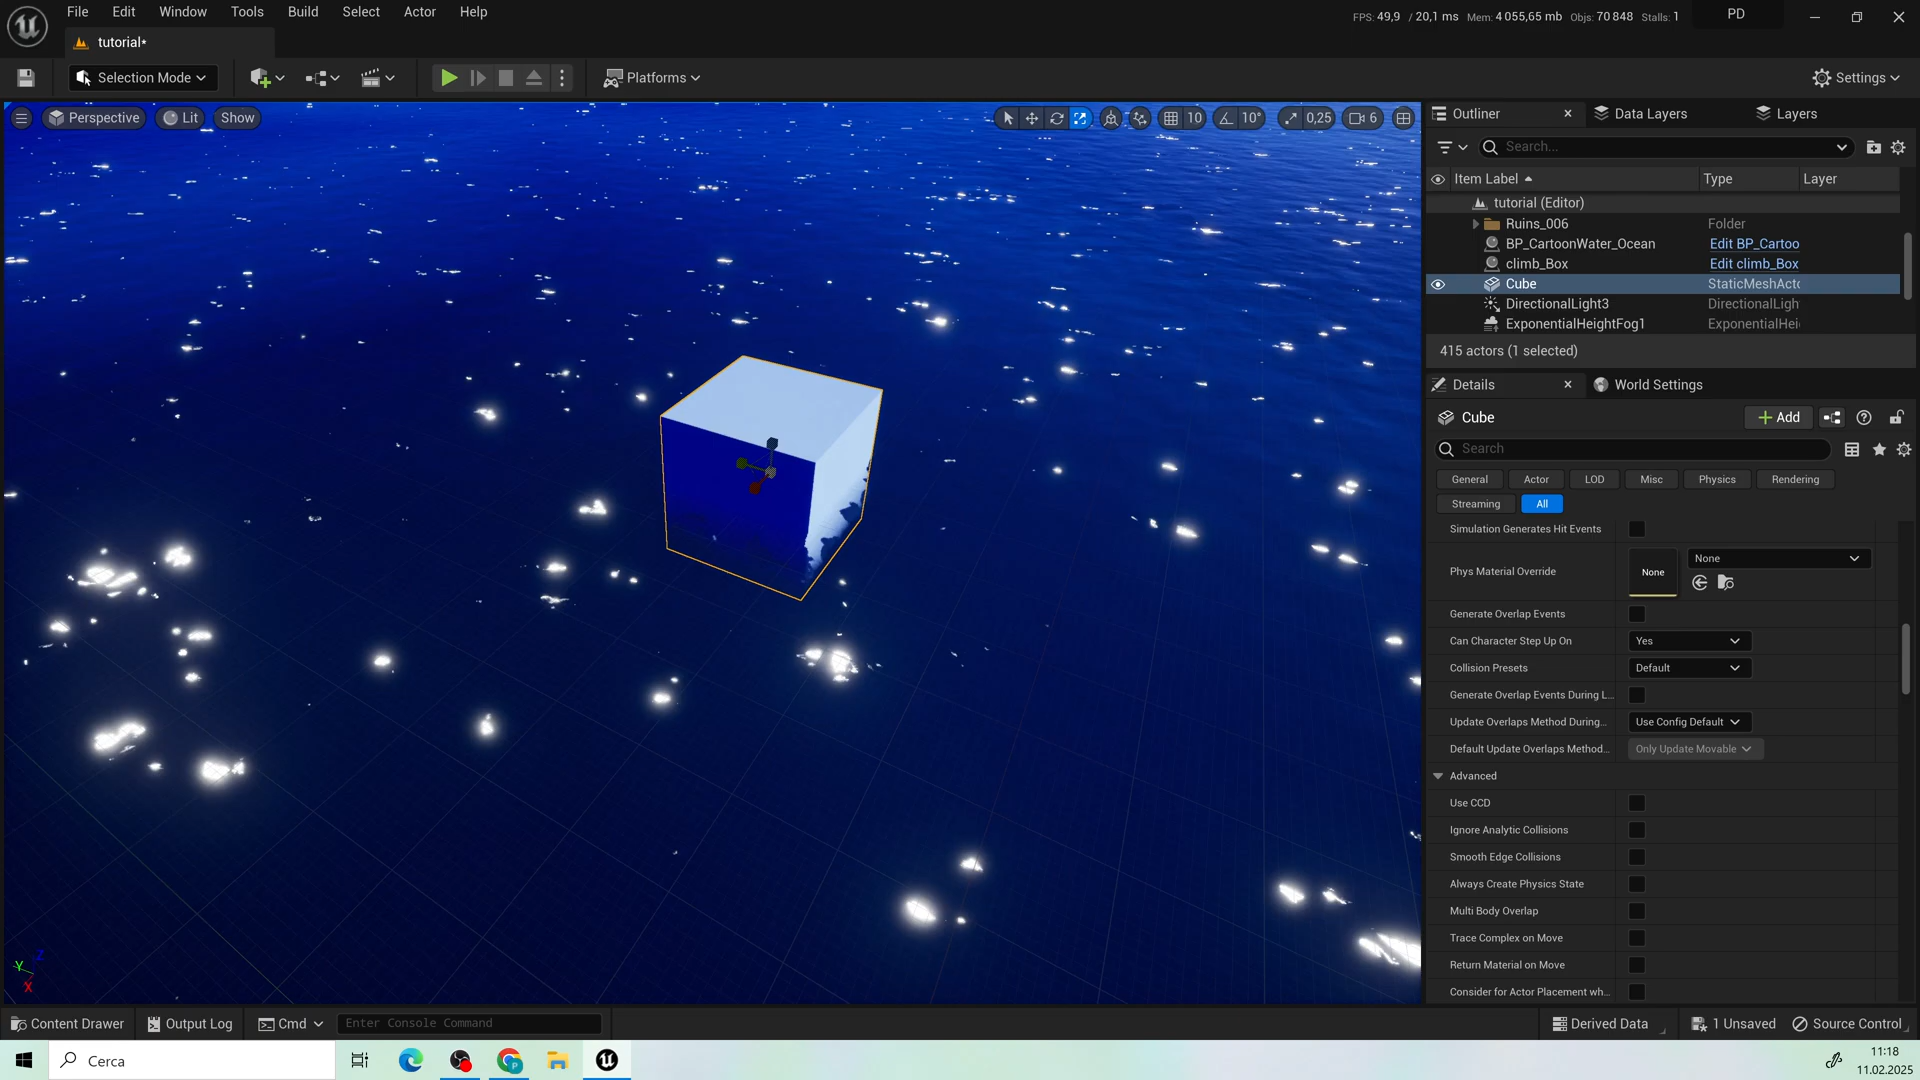 File Edit Window Tools Build Select Actor Help
FPS: 49,9 / 20,1 ms Mem: 4 055,65 mb Objs: 70 848 Stalls: 1
PD
tutorial*
Selection Mode
Platforms
Settings
Perspective Lit Show
10 10° 0,25 6
Outliner
Data Layers
Layers
Search...
Item Label Type Layer
tutorial (Editor)
Ruins_006 Folder
BP_CartoonWater_Ocean Edit BP_Cartoo
climb_Box Edit climb_Box
Cube StaticMeshActo
DirectionalLight3 DirectionalLigh
ExponentialHeightFog1 ExponentialHei
415 actors (1 selected)
Details
World Settings
Cube
Add
Search
General Actor LOD Misc Physics Rendering
Streaming All
Simulation Generates Hit Events
Phys Material Override None None
Generate Overlap Events
Can Character Step Up On Yes
Collision Presets Default
Generate Overlap Events During L...
Update Overlaps Method During... Use Config Default
Default Update Overlaps Method... Only Update Movable
Advanced
Use CCD
Ignore Analytic Collisions
Smooth Edge Collisions
Always Create Physics State
Multi Body Overlap
Trace Complex on Move
Return Material on Move
Consider for Actor Placement wh...
Z
Y
X
Content Drawer
Output Log
Cmd
Enter Console Command
Derived Data
1 Unsaved
Source Control
Cerca
11:18
11.02.2025